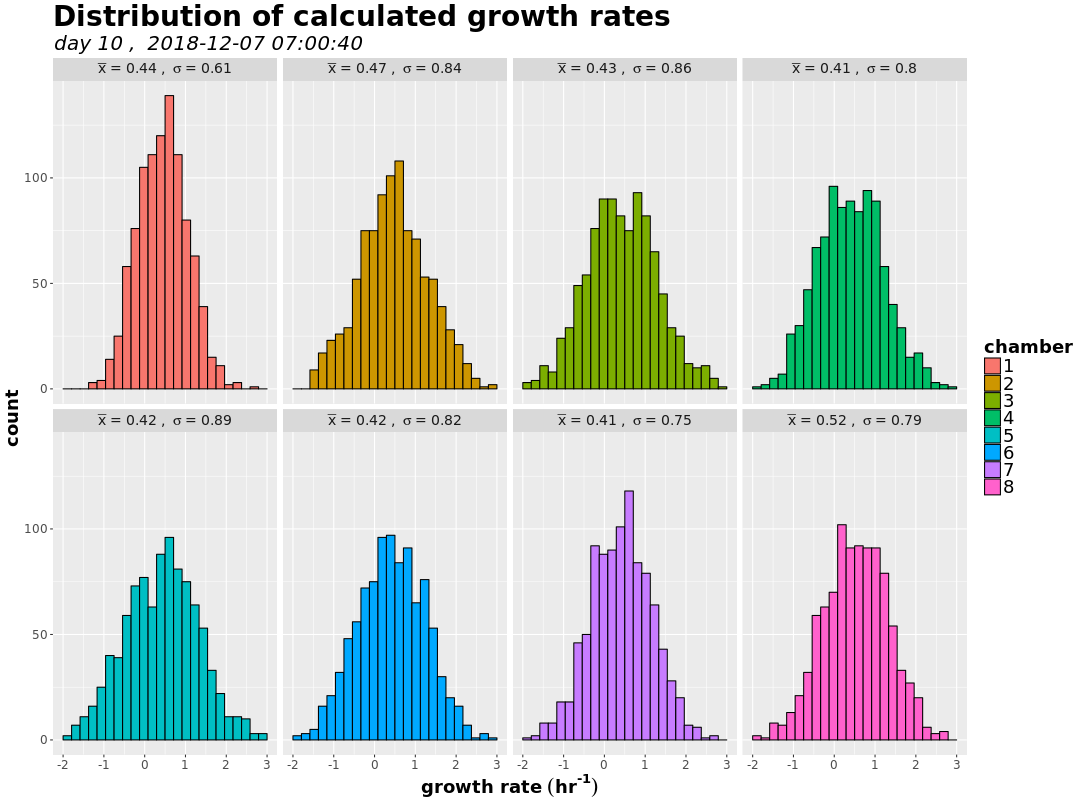 Distribution of calculated growth rates
day 10 ,  2018-12-07 07:00:40
x̅ = 0.44 ,  σ = 0.61
x̅ = 0.47 ,  σ = 0.84
x̅ = 0.43 ,  σ = 0.86
x̅ = 0.41 ,  σ = 0.8
100
50
0
x̅ = 0.42 ,  σ = 0.89
x̅ = 0.42 ,  σ = 0.82
x̅ = 0.41 ,  σ = 0.75
x̅ = 0.52 ,  σ = 0.79
100
50
0
-2 -1 0 1 2 3
-2 -1 0 1 2 3
-2 -1 0 1 2 3
-2 -1 0 1 2 3
count
growth rate (hr⁻¹)
chamber
1
2
3
4
5
6
7
8